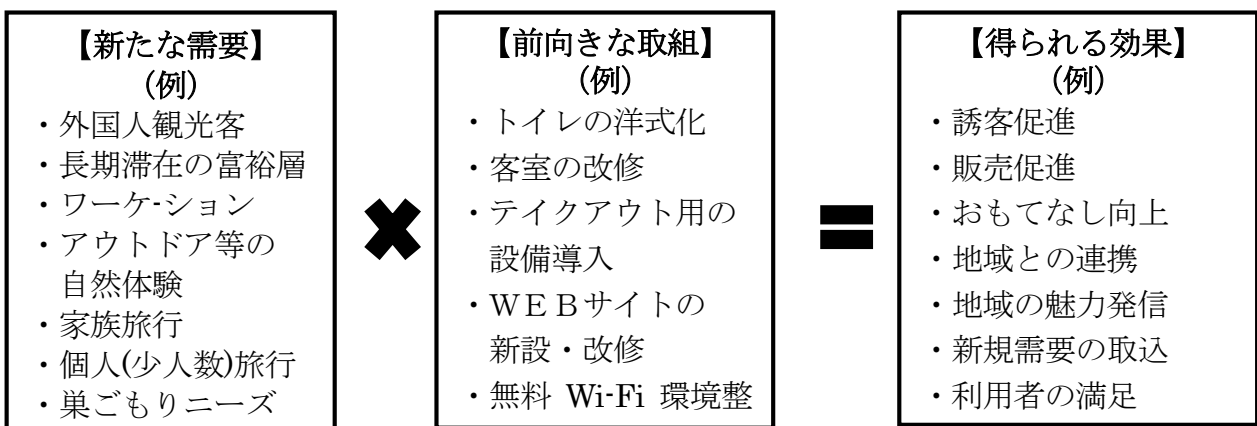 【新たな需要】
(例)
・外国人観光客
・長期滞在の富裕層
・ワーケ-ション
・アウトドア等の
自然体験
・家族旅行
・個人(少人数)旅行
・巣ごもりニーズ
✖
【前向きな取組】
(例)
・トイレの洋式化
・客室の改修
・テイクアウト用の
設備導入
・ＷＥＢサイトの
新設・改修
・無料 Wi-Fi 環境整
＝
【得られる効果】
(例)
・誘客促進
・販売促進
・おもてなし向上
・地域との連携
・地域の魅力発信
・新規需要の取込
・利用者の満足